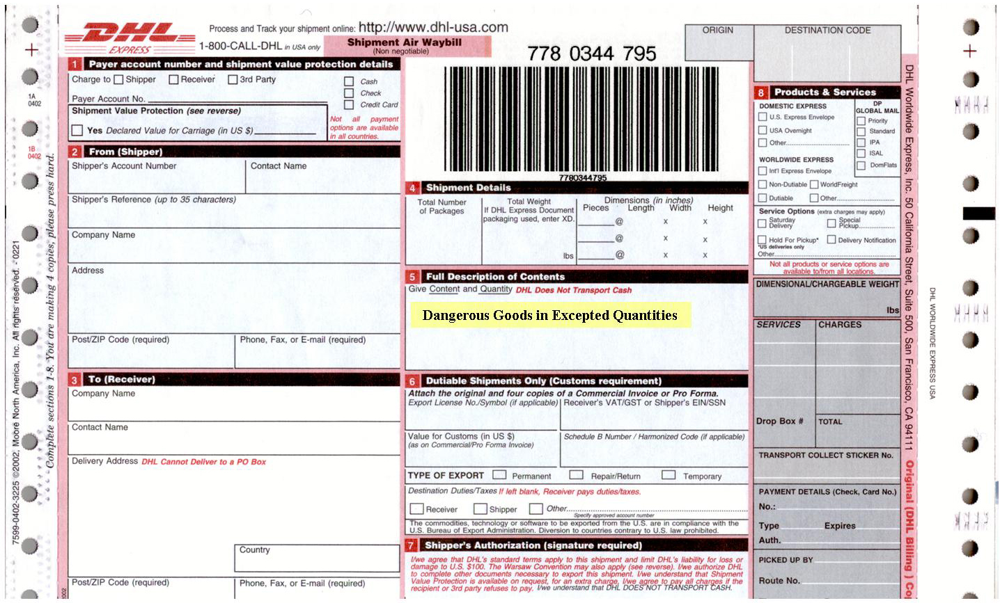 DHL
EXPRESS
Process and Track your shipment online: http://www.dhl-usa.com
1-800-CALL-DHL in USA only
Shipment Air Waybill
(Non negotiable)
778 0344 795
7780344795
ORIGIN
DESTINATION CODE
1 Payer account number and shipment value protection details
Charge to Shipper Receiver 3rd Party
Cash
Check
Credit Card
Payer Account No.
Shipment Value Protection (see reverse)
Yes Declared Value for Carriage (in US $)
Not all payment
options are available
in all countries.
2 From (Shipper)
Shipper's Account Number
Contact Name
Shipper's Reference (up to 35 characters)
Company Name
Address
Post/ZIP Code (required)
Phone, Fax, or E-mail (required)
3 To (Receiver)
Company Name
Contact Name
Delivery Address DHL Cannot Deliver to a PO Box
Country
Post/ZIP Code (required)
Phone, Fax, or E-mail (required)
4 Shipment Details
Total Number
of Packages
Total Weight
If DHL Express Document
packaging used, enter XD.
lbs
Dimensions (in inches)
Pieces Length Width Height
@ x x
@ x x
@ x x
5 Full Description of Contents
Give Content and Quantity DHL Does Not Transport Cash
Dangerous Goods in Excepted Quantities
6 Dutiable Shipments Only (Customs requirement)
Attach the original and four copies of a Commercial Invoice or Pro Forma.
Export License No./Symbol (if applicable)
Receiver's VAT/GST or Shipper's EIN/SSN
Value for Customs (in US $)
(as on Commercial/Pro Forma Invoice)
Schedule B Number / Harmonized Code (if applicable)
TYPE OF EXPORT Permanent Repair/Return Temporary
Destination Duties/Taxes If left blank, Receiver pays duties/taxes.
Receiver Shipper Other
Specify approved account number
The commodities, technology or software to be exported from the U.S. are in compliance with the
U.S. Bureau of Export Administration. Diversion to countries contrary to U.S. law prohibited.
7 Shipper's Authorization (signature required)
I/we agree that DHL's standard terms apply to this shipment and limit DHL's liability for loss or
damage to U.S. $100. The Warsaw Convention may also apply (see reverse). I/we authorize DHL
to complete other documents necessary to export this shipment. I/we understand that Shipment
Value Protection is available on request, for an extra charge, I/we agree to pay all charges if the
recipient or 3rd party refuses to pay. I/we understand that DHL DOES NOT TRANSPORT CASH.
8 Products & Services
DOMESTIC EXPRESS
U.S. Express Envelope
USA Overnight
Other
DP
GLOBAL MAIL
Priority
Standard
IPA
ISAL
DomFlats
WORLDWIDE EXPRESS
Int'l Express Envelope
Non-Dutiable WorldFreight
Dutiable Other
Service Options (extra charges may apply)
Saturday
Delivery
Special
Pickup
Hold For Pickup* Delivery Notification
*US deliveries only
Other
Not all products or service options are
available to/from all locations.
DIMENSIONAL/CHARGEABLE WEIGHT
lbs
SERVICES CHARGES
Drop Box # TOTAL
TRANSPORT COLLECT STICKER No.
PAYMENT DETAILS (Check, Card No.)
No.:
Type Expires
Auth.
PICKED UP BY
Route No.
1A
0402
1B
0402
7599-0402-3225 ©2002, Moore North America, Inc. All rights reserved. -0221
Complete sections 1-8. You are making 4 copies, please press hard.
2002
DHL Worldwide Express, Inc. 50 California Street, Suite 500, San Francisco, CA 94111 Original (DHL Billing) Co
DHL WORLDWIDE EXPRESS USA